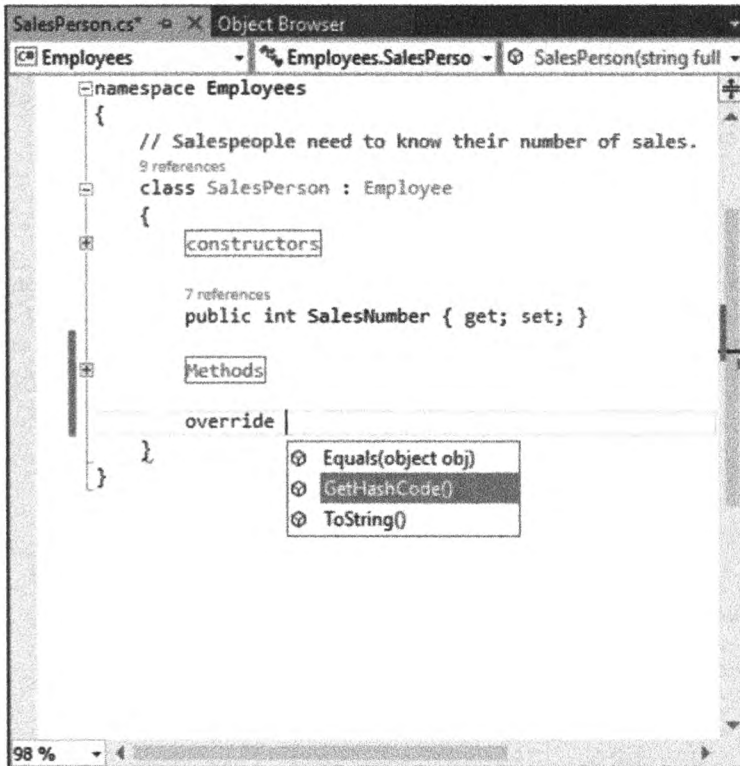 SalesPerson.cs* Object Browser
C# Employees Employees.SalesPerso SalesPerson(string full
namespace Employees
{
// Salespeople need to know their number of sales.
9 references
class SalesPerson : Employee
{
constructors
7 references
public int SalesNumber { get; set; }
Methods
override
Equals(object obj)
}
GetHashCode()
}
ToString()
98 %